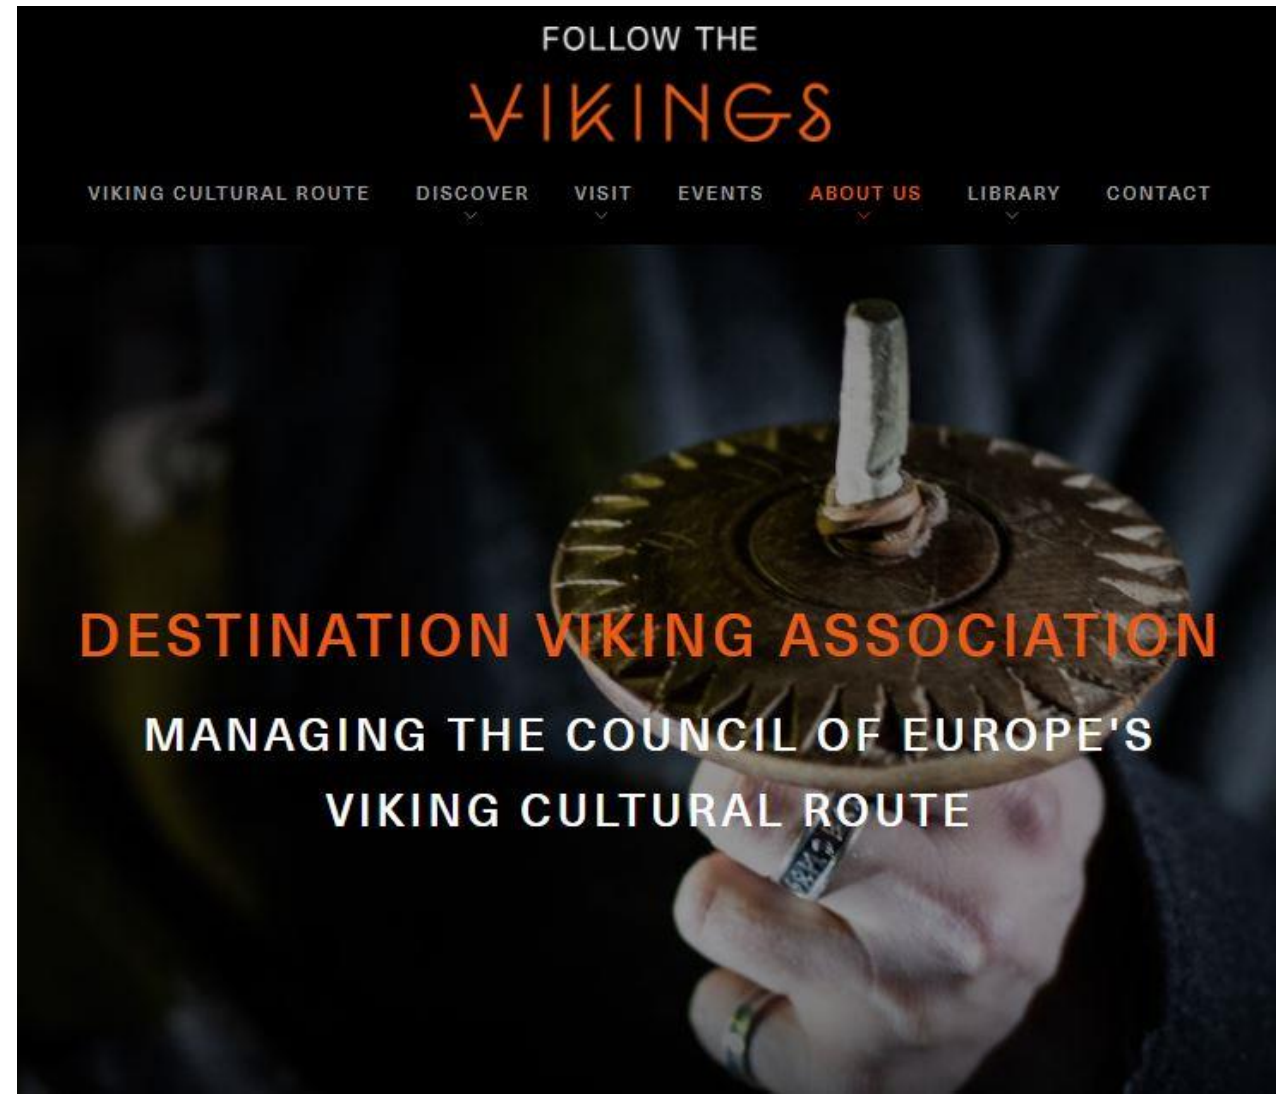 FOLLOW THE
VIKINGS
VIKING CULTURAL ROUTE DISCOVER VISIT EVENTS ABOUT US LIBRARY CONTACT
DESTINATION VIKING ASSOCIATION
MANAGING THE COUNCIL OF EUROPE'S
VIKING CULTURAL ROUTE